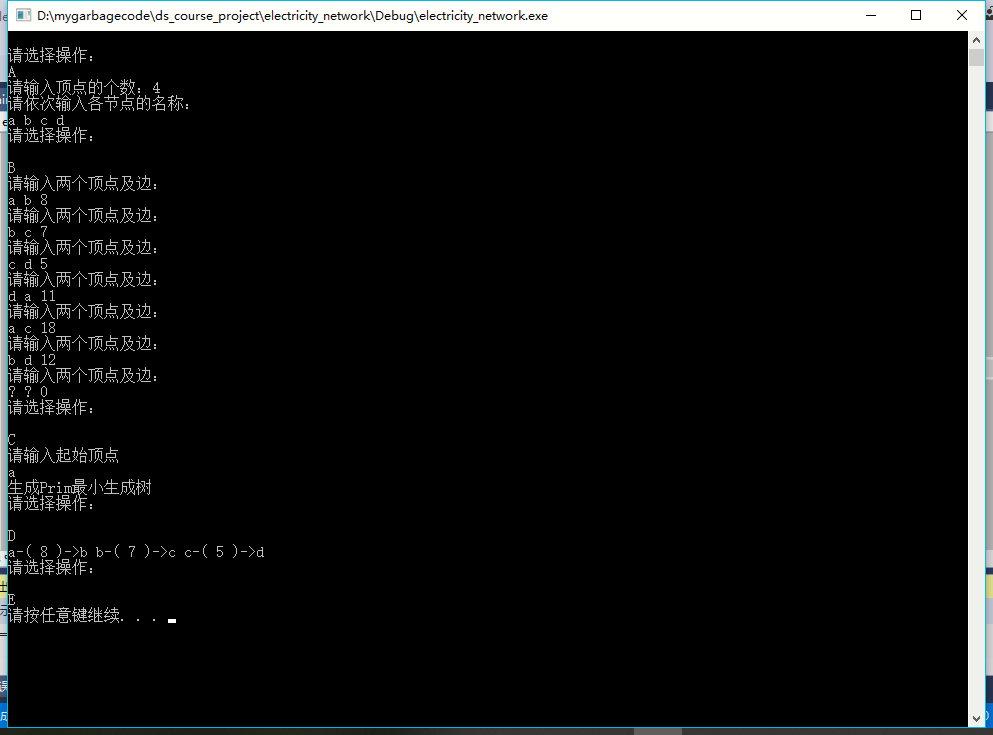 D:\mygarbagecode\ds_course_project\electricity_network\Debug\electricity_network.exe
请选择操作:
A
请输入顶点的个数: 4
请依次输入各节点的名称:
a b c d
请选择操作:
B
请输入两个顶点及边:
a b 8
请输入两个顶点及边:
b c 7
请输入两个顶点及边:
c d 5
请输入两个顶点及边:
d a 11
请输入两个顶点及边:
a c 18
请输入两个顶点及边:
b d 12
请输入两个顶点及边:
? ? 0
请选择操作:
C
请输入起始顶点
a
生成Prim最小生成树
请选择操作:
D
a-( 8 )->b b-( 7 )->c c-( 5 )->d
请选择操作:
E
请按任意键继续. . .